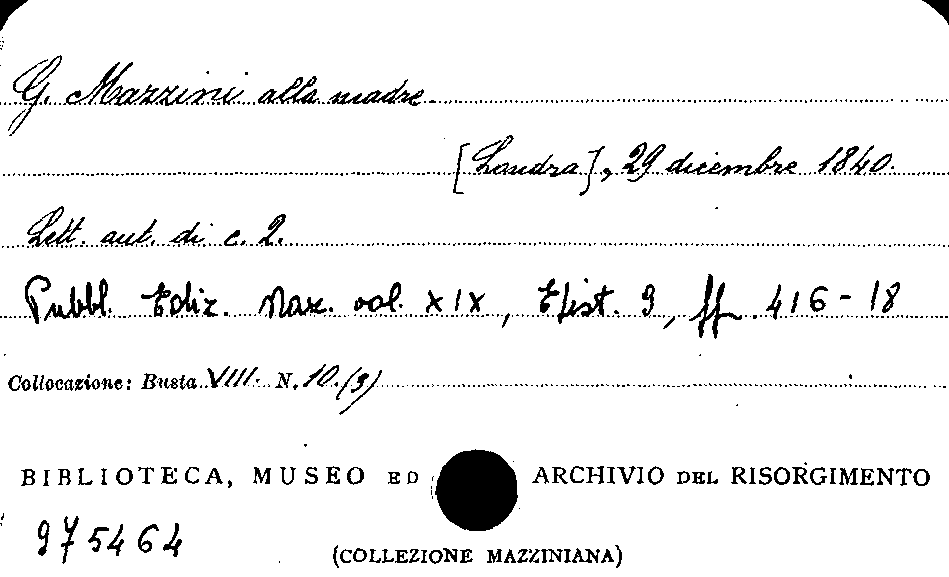 G. Mazzini alla madre.
[Londra], 29 dicembre 1840.
Lett. aut. di c. 2.
Pubbl. Ediz. Naz. vol. XIX, Epist. 9, pp. 416-18
Collocazione: Busta VIII. N. 10.(3)
BIBLIOTECA, MUSEO ED ARCHIVIO DEL RISORGIMENTO
975464
(COLLEZIONE MAZZINIANA)